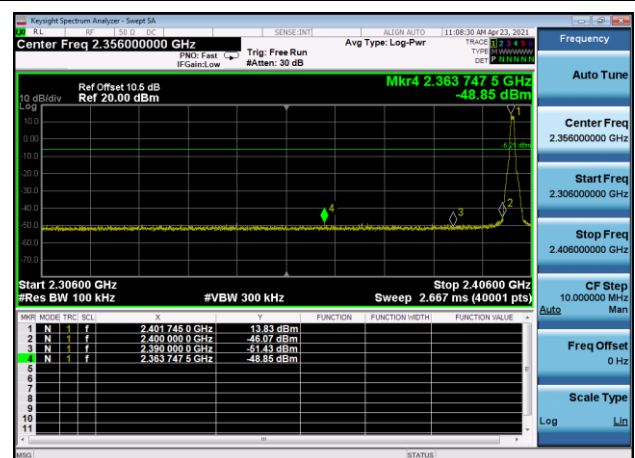 Keysight Spectrum Analyzer - Swept SA
RL RF 50 Ω DC SENSE:INT ALIGN AUTO 11:08:30 AM Apr 23, 2021
Center Freq 2.356000000 GHz
PNO: Fast
IFGain:Low
Trig: Free Run
#Atten: 30 dB
Avg Type: Log-Pwr
TRACE 1 2 3 4 5 6
TYPE M W W W W W
DET P N N N N N
Frequency
Auto Tune
Ref Offset 10.5 dB
Ref 20.00 dBm
10 dB/div
Log
Mkr4 2.363 747 5 GHz
-48.85 dBm
1
10.0
0.00
-10.0
-20.0
-30.0
-40.0
-50.0
-60.0
-70.0
4
3
2
Center Freq
2.356000000 GHz
Start Freq
2.306000000 GHz
Stop Freq
2.406000000 GHz
Start 2.30600 GHz Stop 2.40600 GHz
#Res BW 100 kHz #VBW 300 kHz Sweep 2.667 ms (40001 pts)
CF Step
10.000000 MHz
Auto Man
MKR MODE TRC SCL X Y FUNCTION FUNCTION WIDTH FUNCTION VALUE
1 N 1 f 2.401 745 0 GHz 13.83 dBm
2 N 1 f 2.400 000 0 GHz -46.07 dBm
3 N 1 f 2.390 000 0 GHz -51.43 dBm
4 N 1 f 2.363 747 5 GHz -48.85 dBm
5
6
7
8
9
10
11
Freq Offset
0 Hz
Scale Type
Log Lin
MSG STATUS